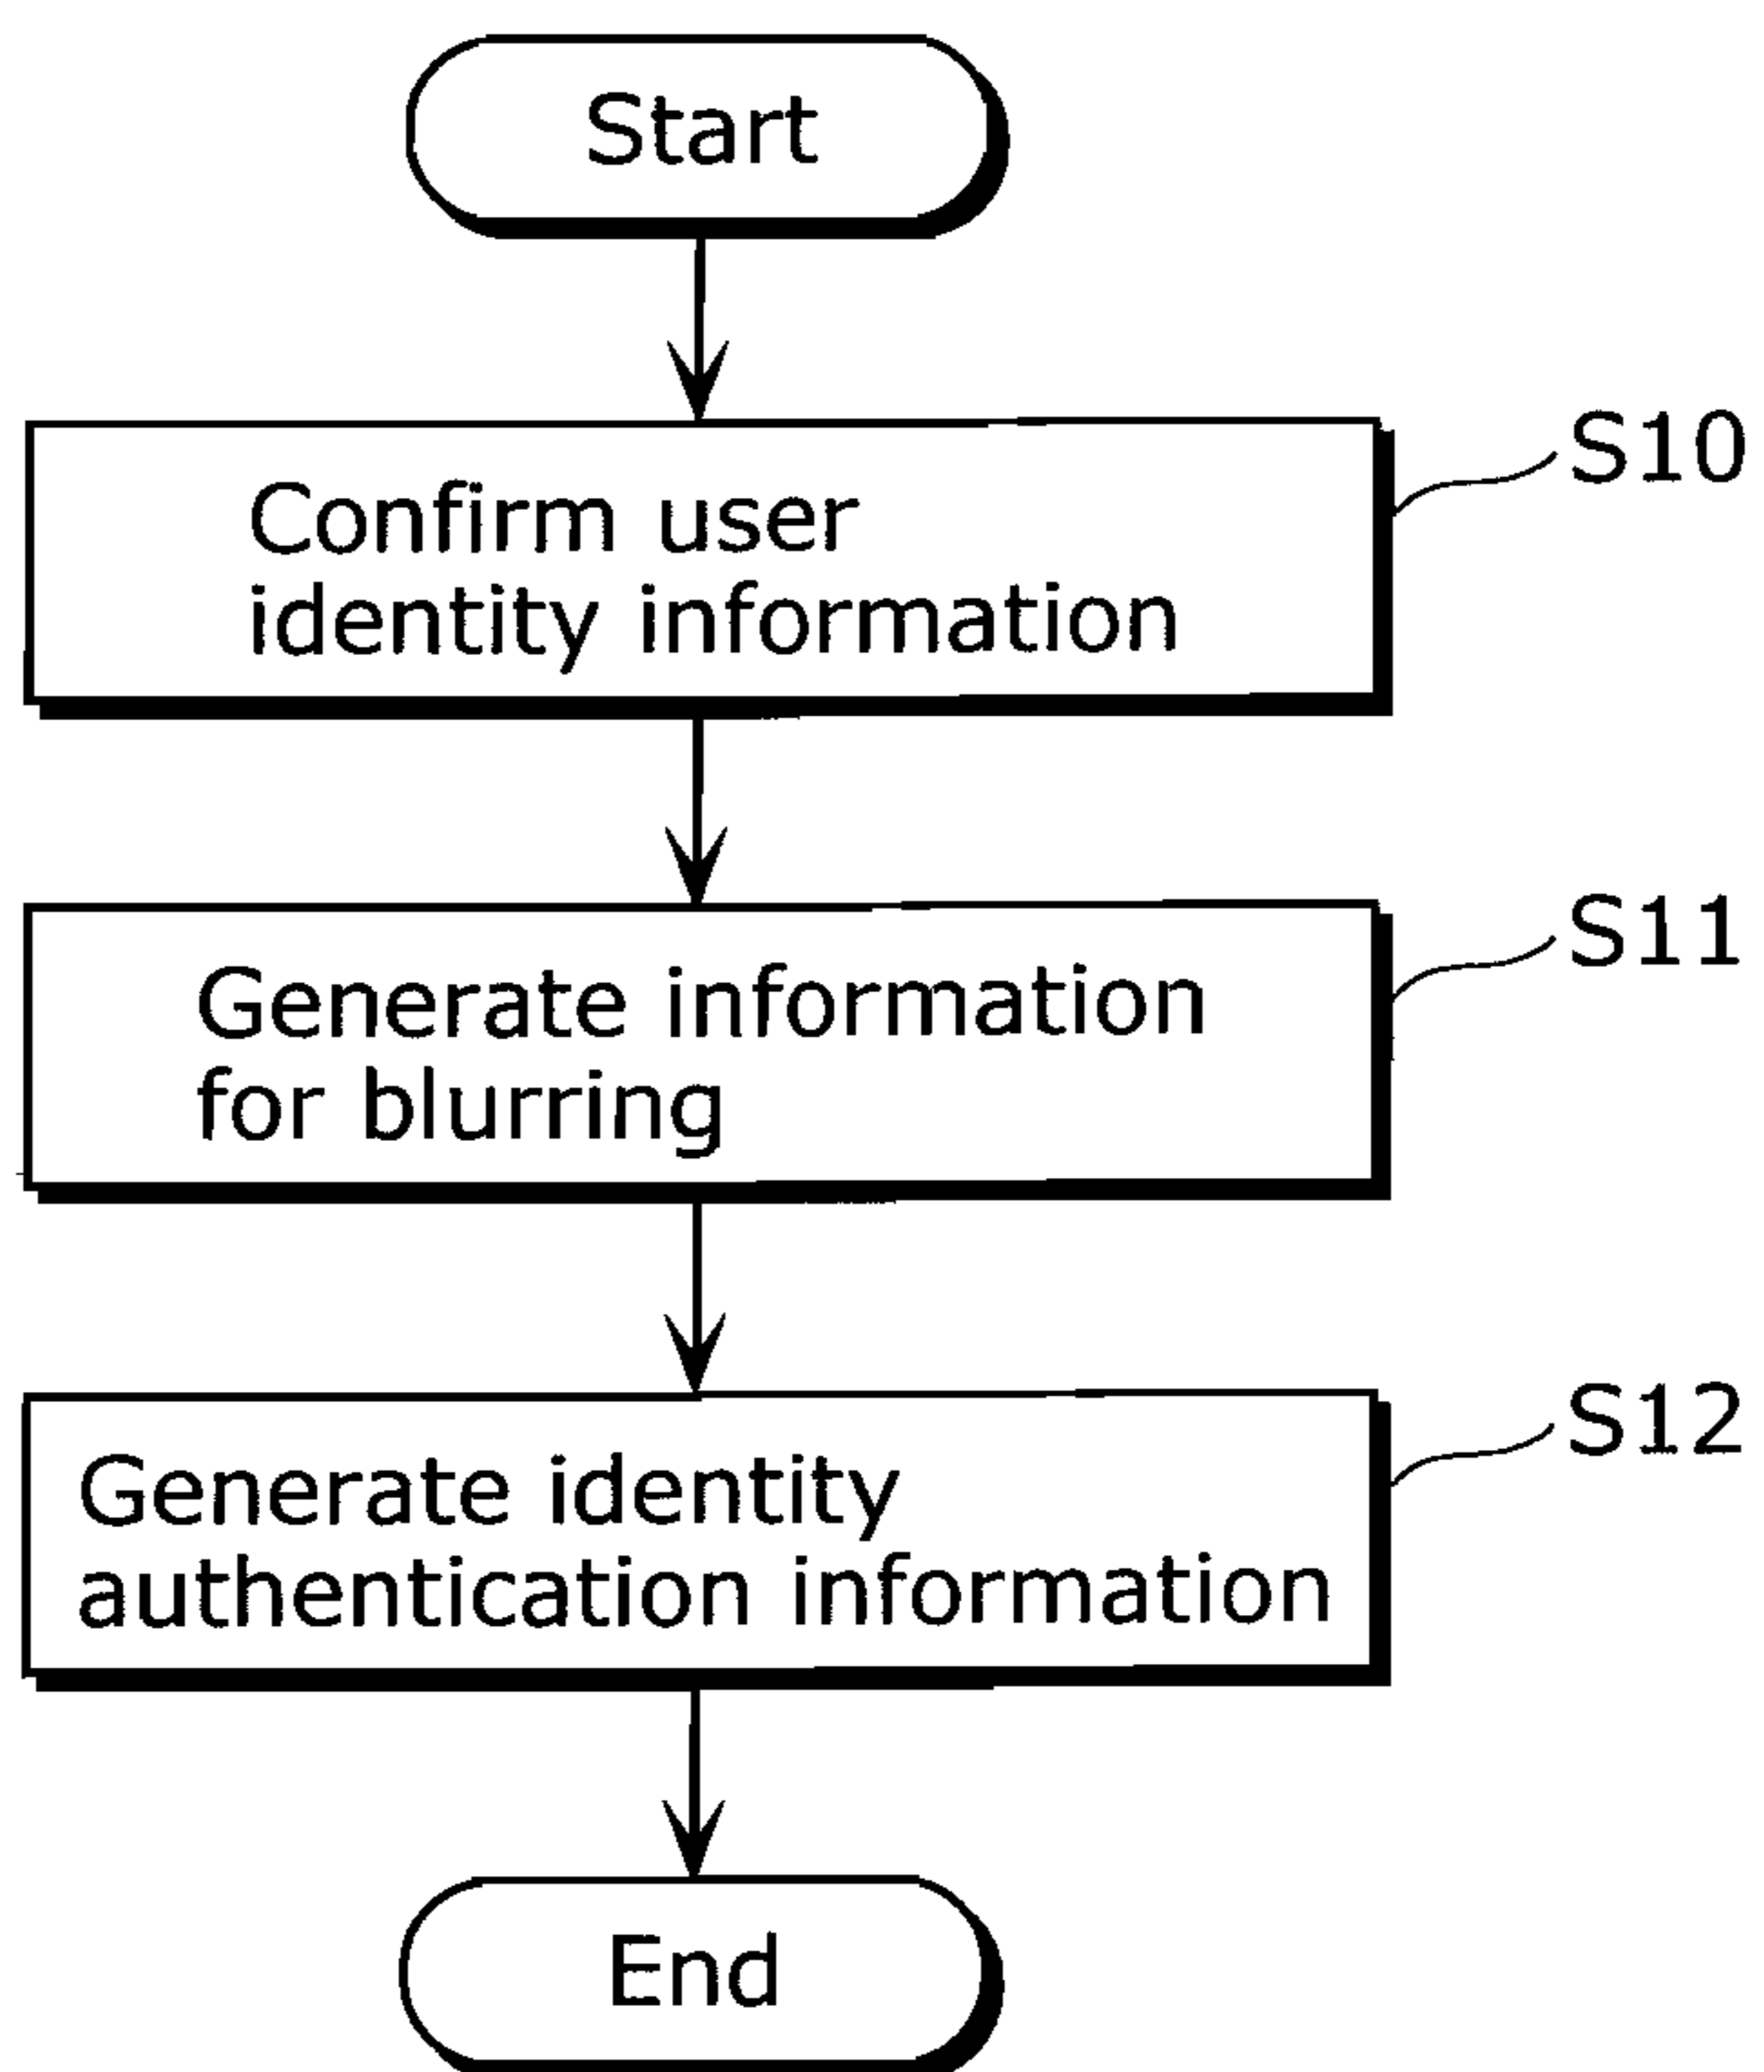 Start
S10
Confirm user
identity information
S11
Generate information
for blurring
S12
Generate identity
authentication information
End